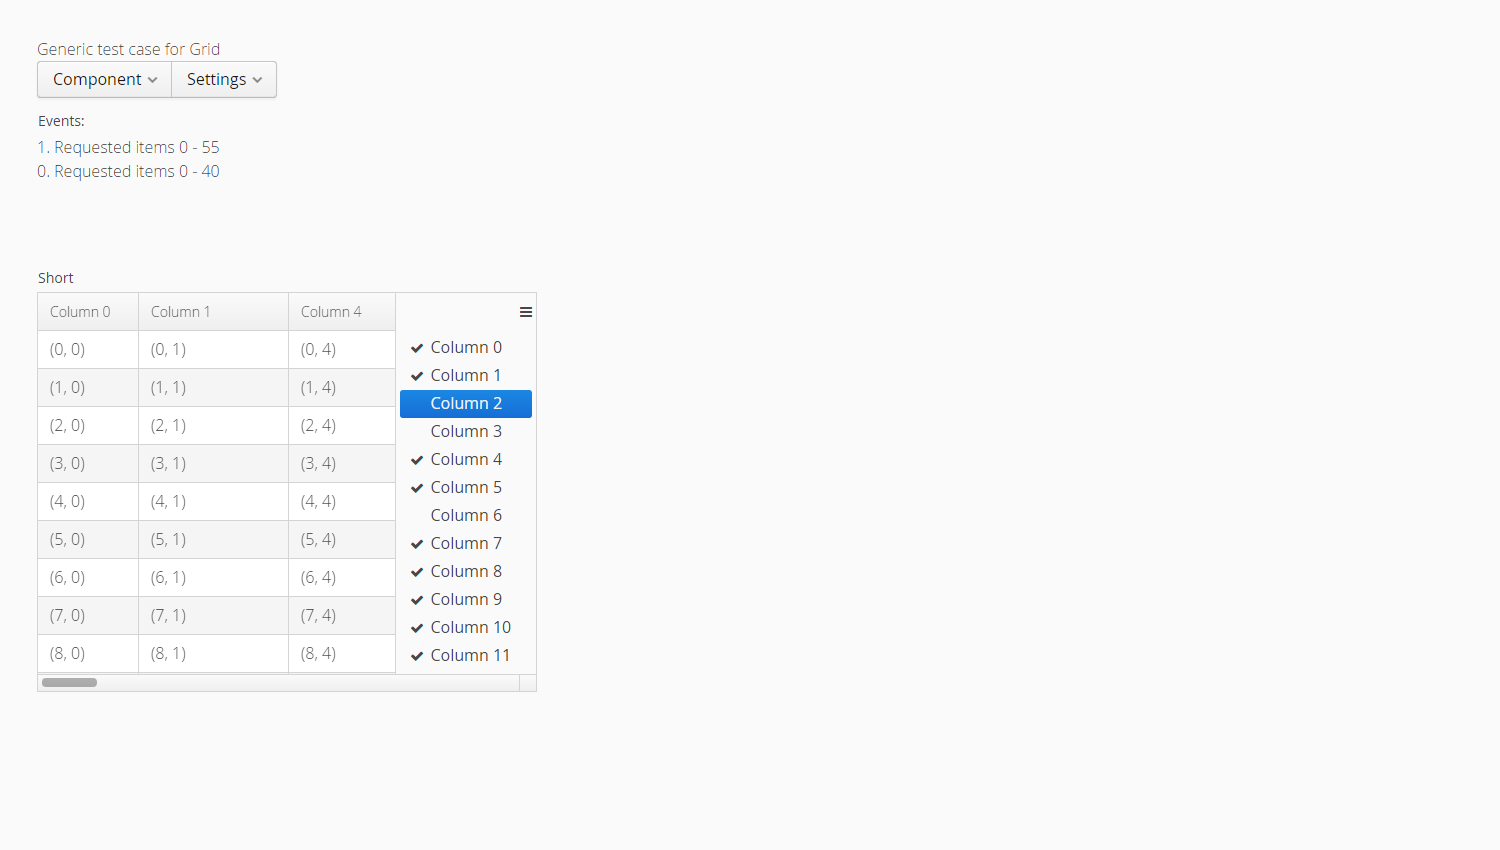 Generic test case for Grid
Component Settings
Events:
1. Requested items 0 - 55
0. Requested items 0 - 40
Short
Column 0 Column 1 Column 4
(0, 0) (0, 1) (0, 4) Column 0
Column 1
(1, 0) (1, 1) (1, 4)
Column 2
(2, 0) (2, 1) (2, 4)
Column 3
(3, 0) (3, 1) (3, 4) Column 4
Column 5
(4, 0) (4, 1) (4, 4)
Column 6
(5, 0) (5, 1) (5, 4) Column 7
Column 8
(6, 0) (6, 1) (6, 4)
Column 9
(7, 0) (7, 1) (7, 4)
Column 10
(8, 0) (8, 1) (8, 4) Column 11